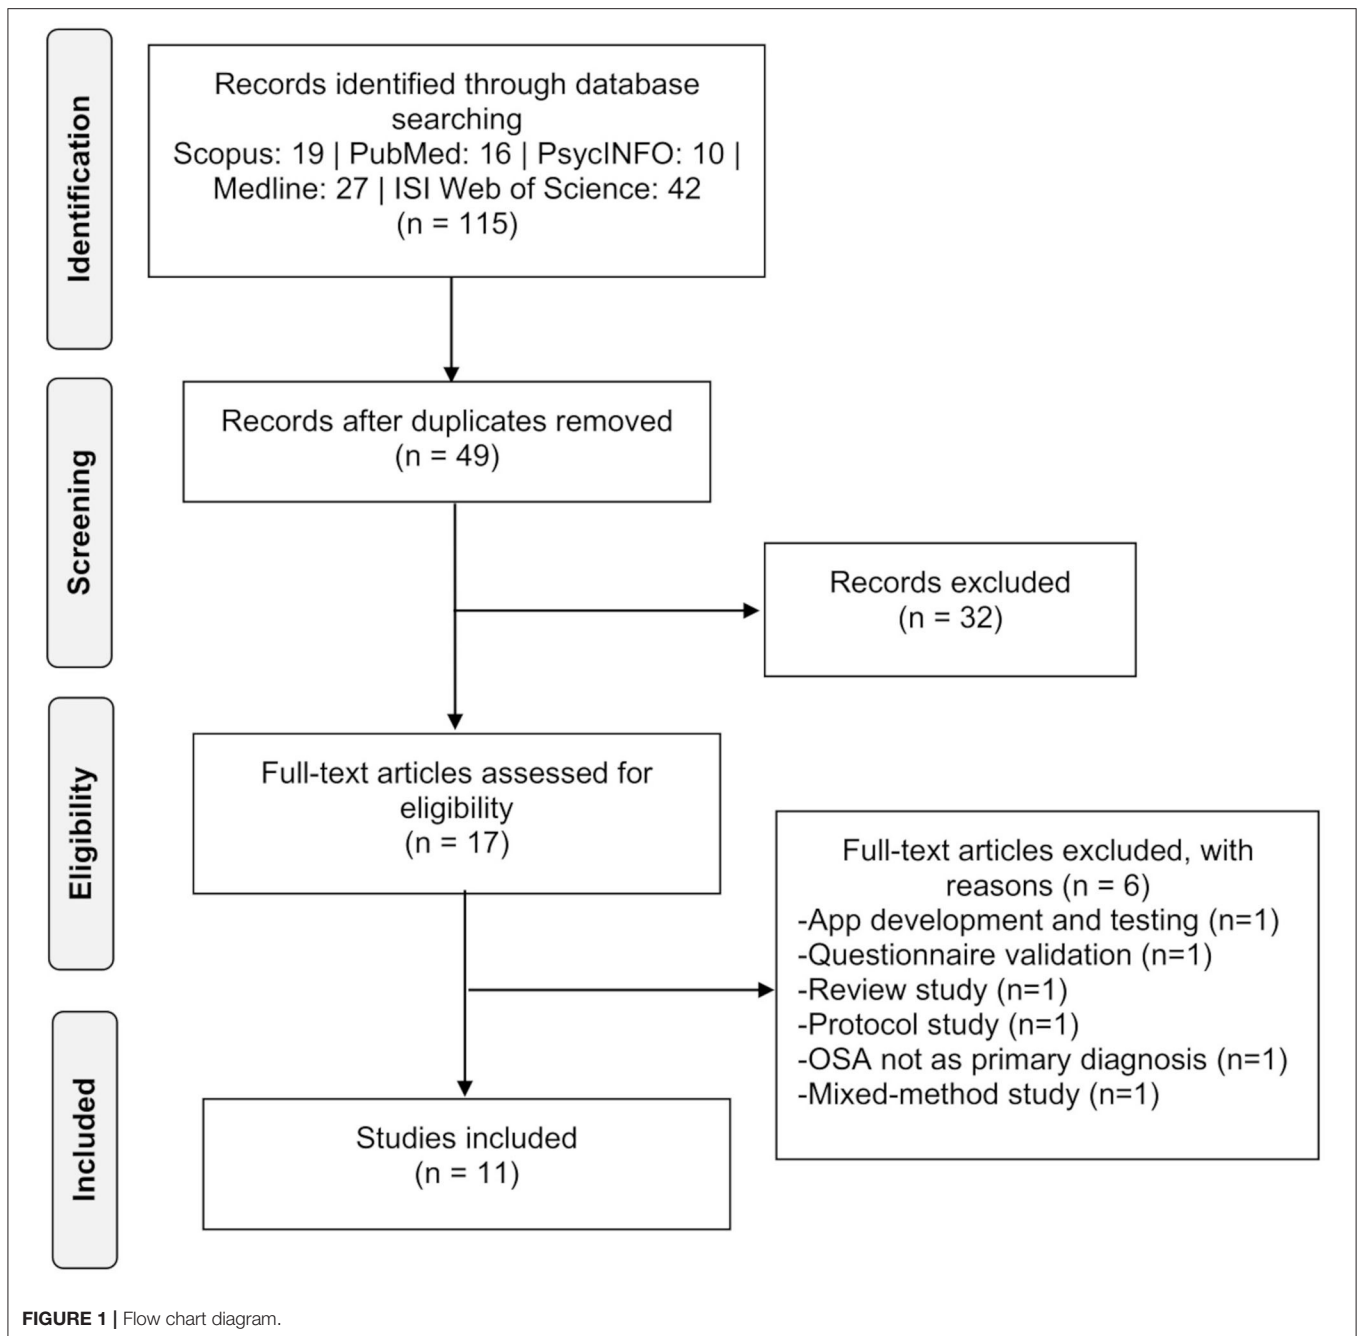 Identification
Records identified through database
searching
Scopus: 19 | PubMed: 16 | PsycINFO: 10 |
Medline: 27 | ISI Web of Science: 42
(n = 115)
Screening
Records after duplicates removed
(n = 49)
Records excluded
(n = 32)
Eligibility
Full-text articles assessed for
eligibility
(n = 17)
Full-text articles excluded, with
reasons (n = 6)
-App development and testing (n=1)
-Questionnaire validation (n=1)
-Review study (n=1)
-Protocol study (n=1)
-OSA not as primary diagnosis (n=1)
-Mixed-method study (n=1)
Included
Studies included
(n = 11)
FIGURE 1 | Flow chart diagram.